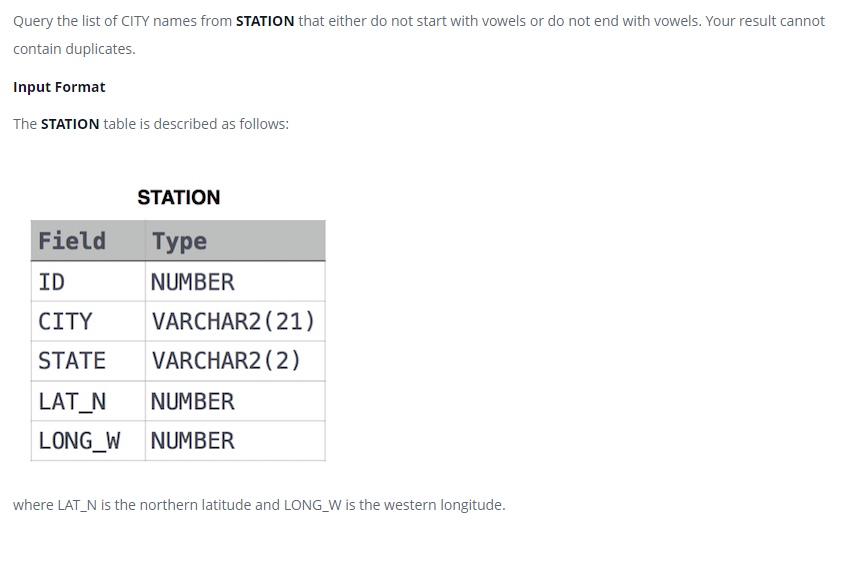 Query the list of CITY names from STATION that either do not start with vowels or do not end with vowels. Your result cannot
contain duplicates.
Input Format
The STATION table is described as follows:
STATION
Field Type
ID NUMBER
CITY VARCHAR2(21)
STATE VARCHAR2(2)
LAT_N NUMBER
LONG_W NUMBER
where LAT_N is the northern latitude and LONG_W is the western longitude.